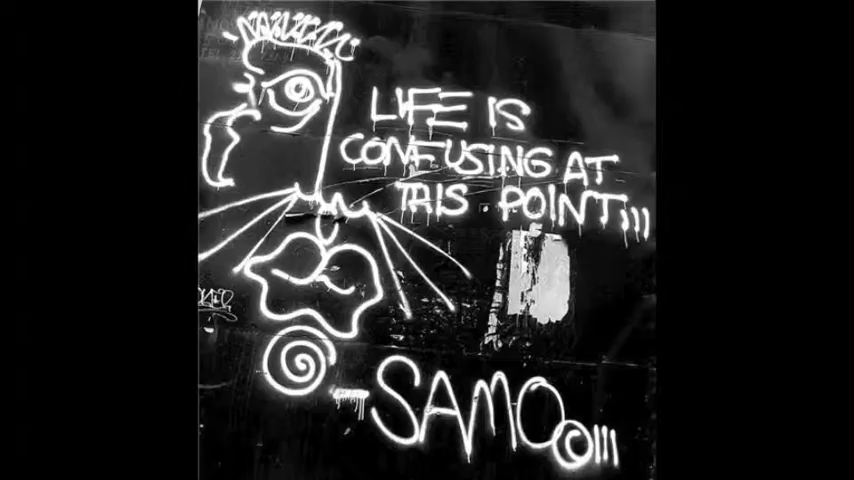 LIFE IS
CONFUSING AT
THIS POINT,,,
-SAMO©!!!